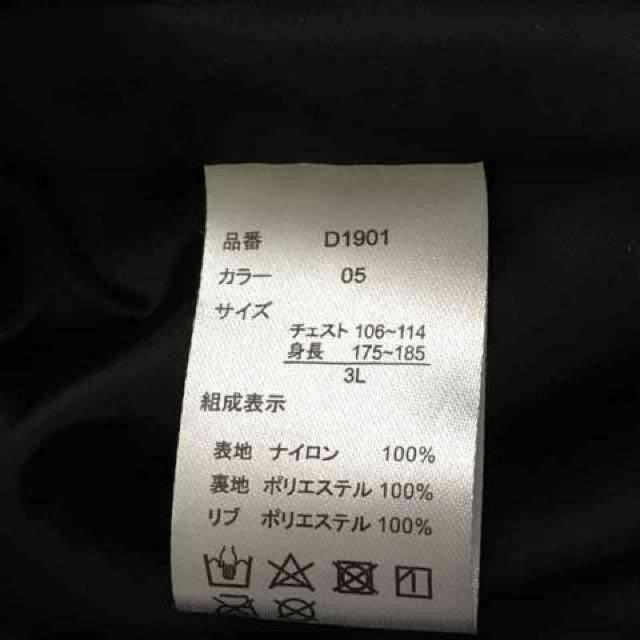 品番 D1901
カラー 05
サイズ
チェスト 106~114
身長 175~185
3L
組成表示
表地 ナイロン 100%
裏地 ポリエステル 100%
リブ ポリエステル 100%